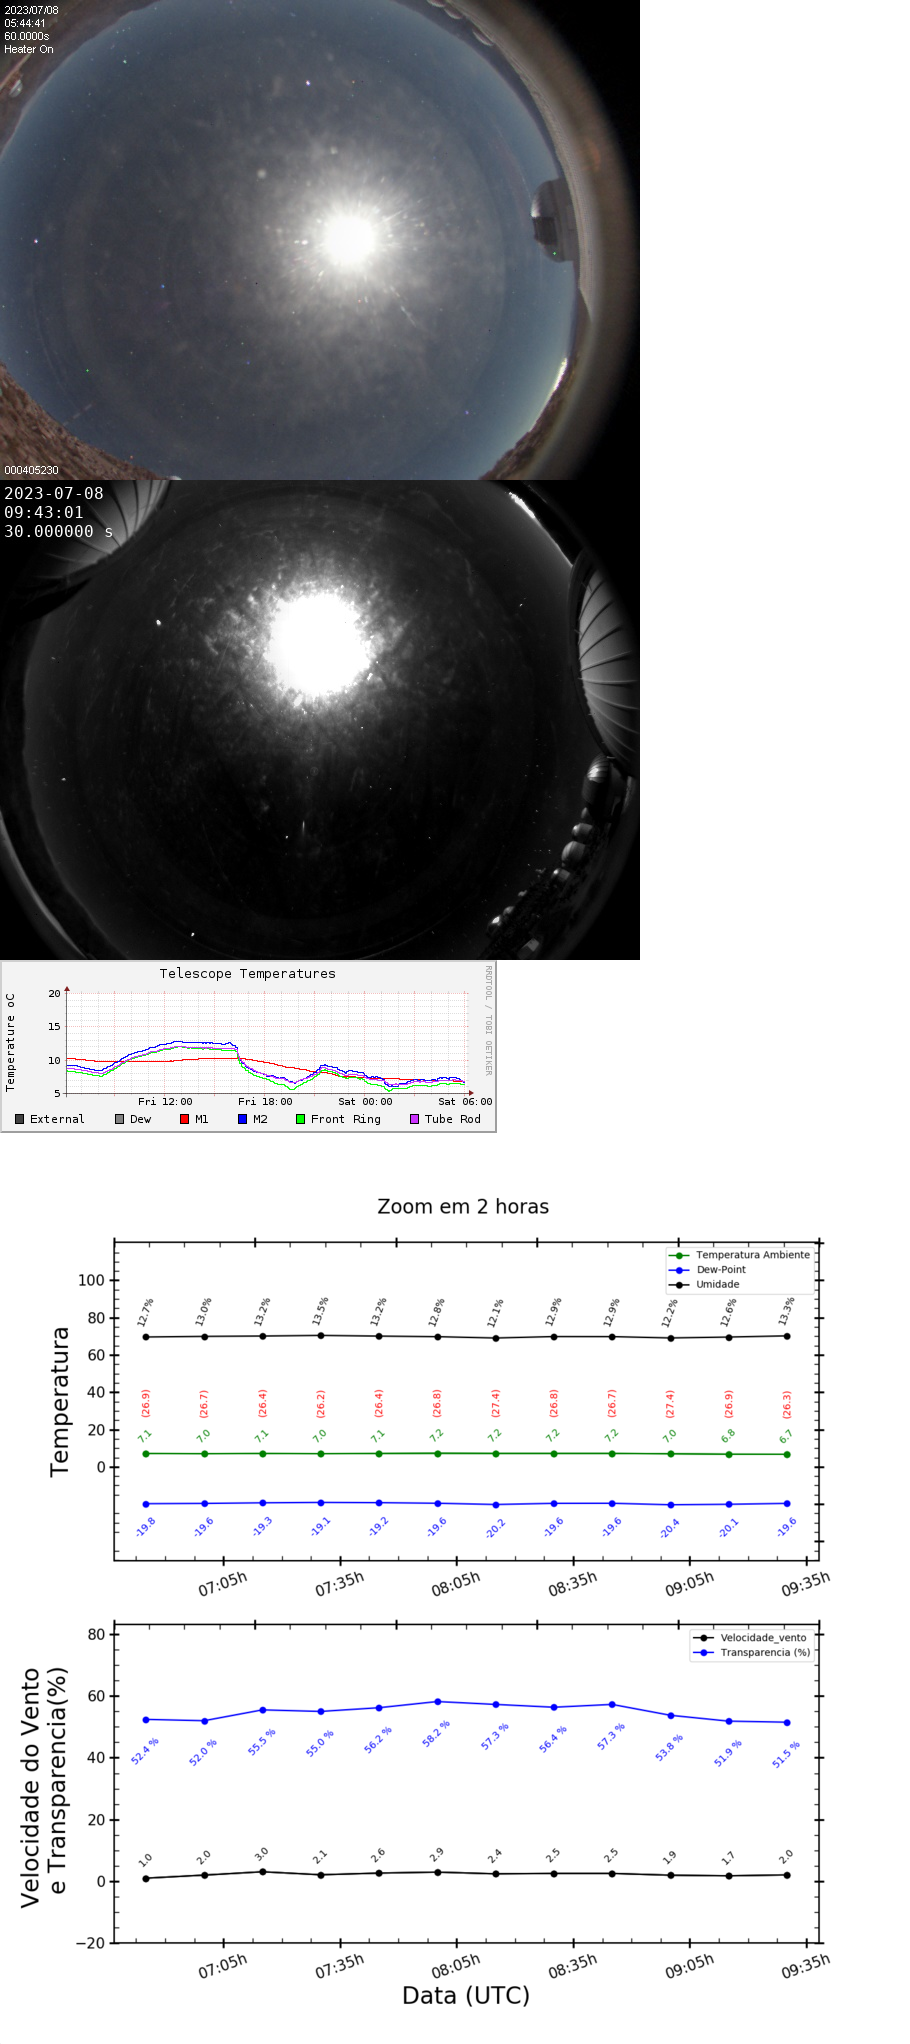 2023/07/08
05:44:41
60.0000s
Heater On
000405230
2023-07-08
09:43:01
30.000000 s
Telescope Temperatures
RRDTOOL / TOBI OETIKER
Temperature oC
20
15
10
5
Fri 12:00 Fri 18:00 Sat 00:00 Sat 06:00
External Dew M1 M2 Front Ring Tube Rod
Zoom em 2 horas
Temperatura
100
80
60
40
20
0
Temperatura Ambiente
Dew-Point
Umidade
12.7% 13.0% 13.2% 13.5% 13.2% 12.8% 12.1% 12.9% 12.9% 12.2% 12.6% 13.3%
(26.9) (26.7) (26.4) (26.2) (26.4) (26.8) (27.4) (26.8) (26.7) (27.4) (26.9) (26.3)
7.1 7.0 7.1 7.0 7.1 7.2 7.2 7.2 7.2 7.0 6.8 6.7
-19.8 -19.6 -19.3 -19.1 -19.2 -19.6 -20.2 -19.6 -19.6 -20.4 -20.1 -19.6
07:05h 07:35h 08:05h 08:35h 09:05h 09:35h
Velocidade do Vento
e Transparencia(%)
80
60
40
20
0
−20
Velocidade_vento
Transparencia (%)
52.4 % 52.0 % 55.5 % 55.0 % 56.2 % 58.2 % 57.3 % 56.4 % 57.3 % 53.8 % 51.9 % 51.5 %
1.0 2.0 3.0 2.1 2.6 2.9 2.4 2.5 2.5 1.9 1.7 2.0
07:05h 07:35h 08:05h 08:35h 09:05h 09:35h
Data (UTC)